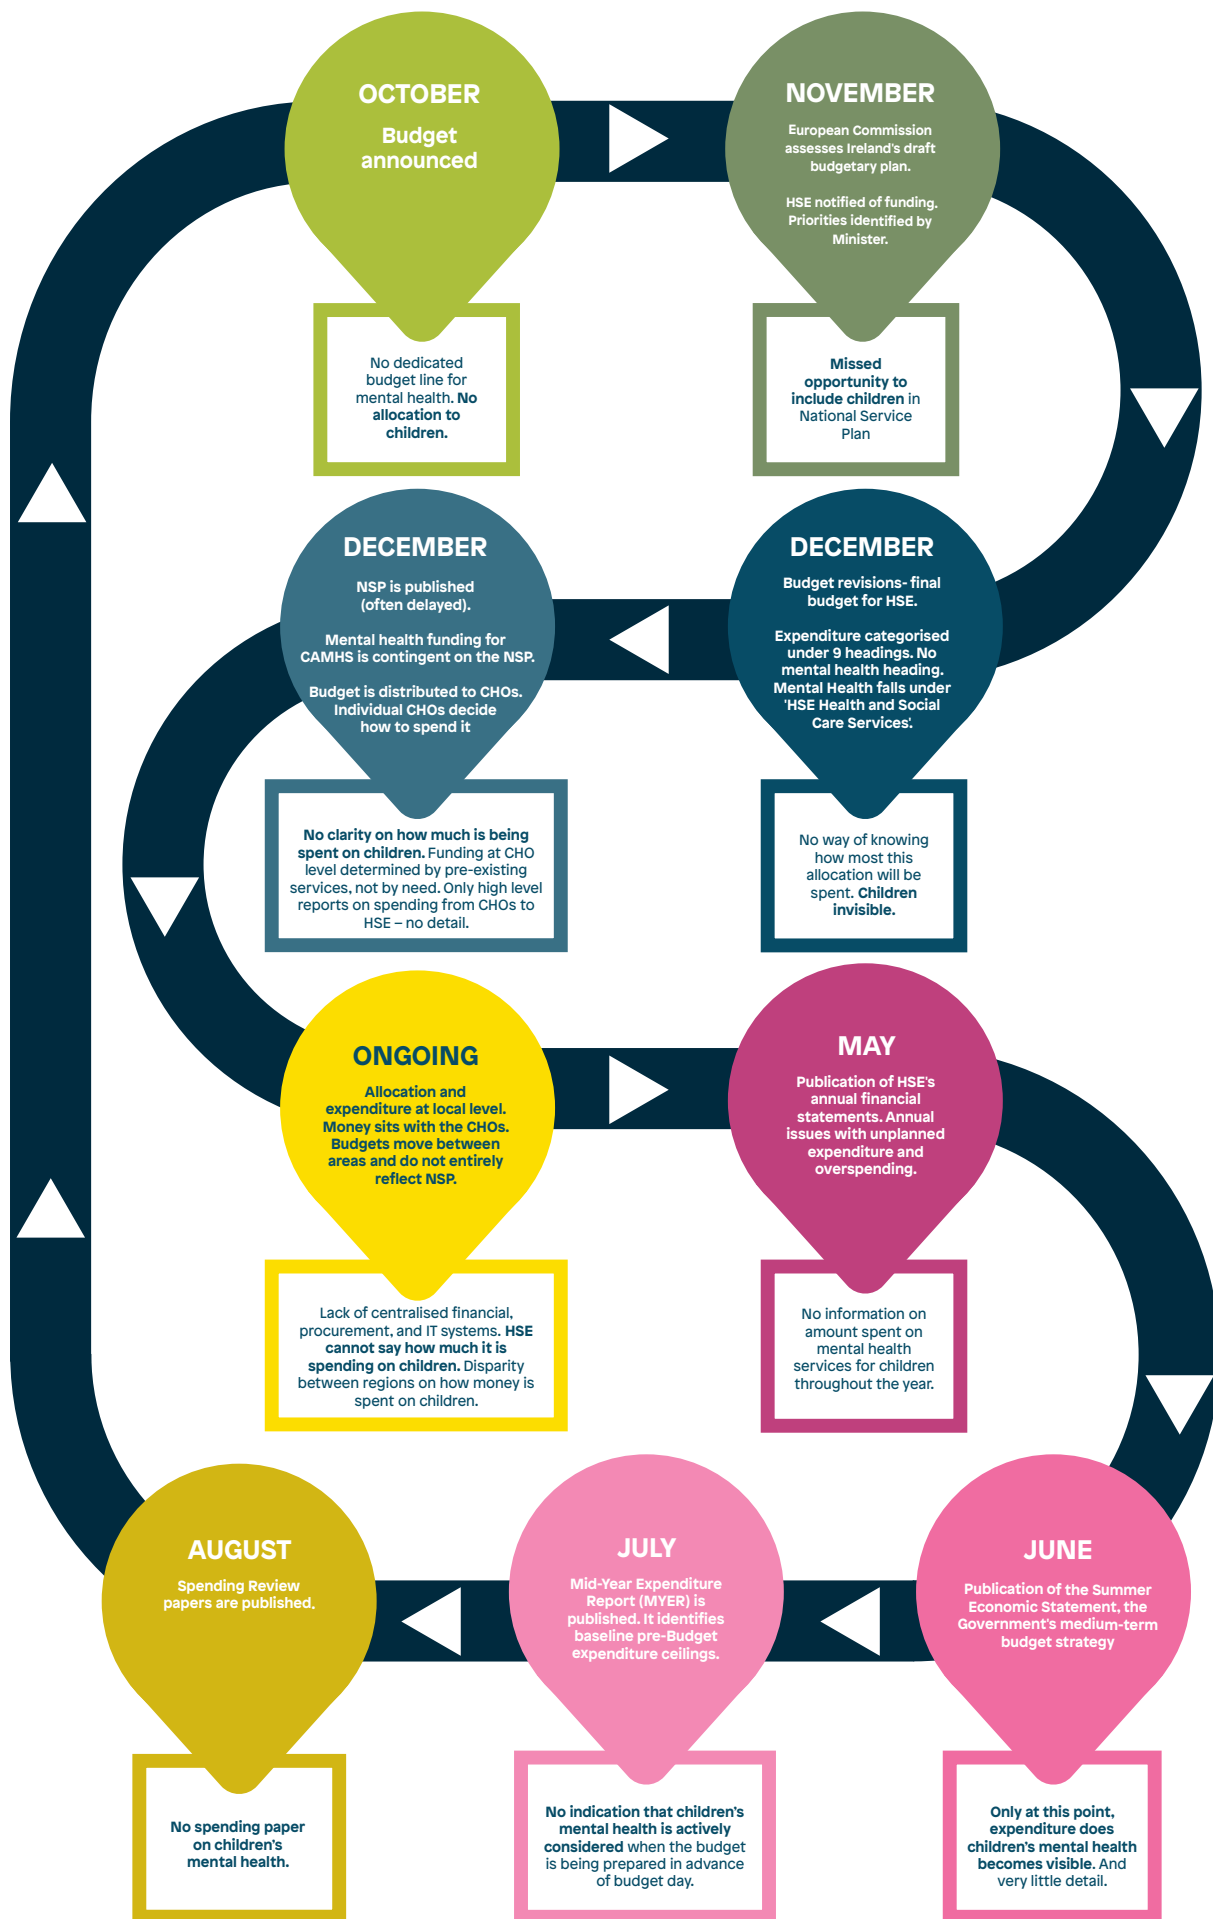 OCTOBER
Budget
announced
No dedicated
budget line for
mental health. No
allocation to
children.
NOVEMBER
European Commission
assesses Ireland's draft
budgetary plan.
HSE notified of funding.
Priorities identified by
Minister.
Missed
opportunity to
include children in
National Service
Plan
DECEMBER
Budget revisions- final
budget for HSE.
Expenditure categorised
under 9 headings. No
mental health heading.
Mental Health falls under
'HSE Health and Social
Care Services'.
No way of knowing
how most this
allocation will be
spent. Children
invisible.
DECEMBER
NSP is published
(often delayed).
Mental health funding for
CAMHS is contingent on the NSP.
Budget is distributed to CHOs.
Individual CHOs decide
how to spend it
No clarity on how much is being
spent on children. Funding at CHO
level determined by pre-existing
services, not by need. Only high level
reports on spending from CHOs to
HSE – no detail.
ONGOING
Allocation and
expenditure at local level.
Money sits with the CHOs.
Budgets move between
areas and do not entirely
reflect NSP.
Lack of centralised financial,
procurement, and IT systems. HSE
cannot say how much it is
spending on children. Disparity
between regions on how money is
spent on children.
MAY
Publication of HSE's
annual financial
statements. Annual
issues with unplanned
expenditure and
overspending.
No information on
amount spent on
mental health
services for children
throughout the year.
JUNE
Publication of the Summer
Economic Statement, the
Government's medium-term
budget strategy
Only at this point,
expenditure does
children's mental health
becomes visible. And
very little detail.
JULY
Mid-Year Expenditure
Report (MYER) is
published. It identifies
baseline pre-Budget
expenditure ceilings.
No indication that children's
mental health is actively
considered when the budget
is being prepared in advance
of budget day.
AUGUST
Spending Review
papers are published.
No spending paper
on children's
mental health.